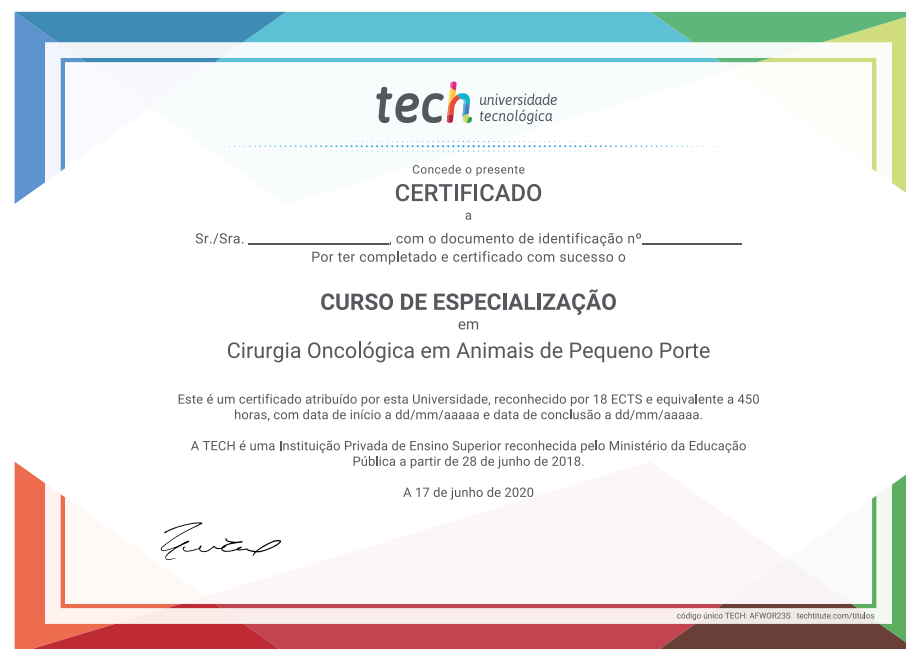 tech universidade
tecnológica
Concede o presente
CERTIFICADO
a
Sr./Sra. ________________, com o documento de identificação nº___________
Por ter completado e certificado com sucesso o
CURSO DE ESPECIALIZAÇÃO
em
Cirurgia Oncológica em Animais de Pequeno Porte
Este é um certificado atribuído por esta Universidade, reconhecido por 18 ECTS e equivalente a 450
horas, com data de início a dd/mm/aaaaa e data de conclusão a dd/mm/aaaaa.
A TECH é uma Instituição Privada de Ensino Superior reconhecida pelo Ministério da Educação
Pública a partir de 28 de junho de 2018.
A 17 de junho de 2020
código único TECH: AFWOR23S techtitute.com/titulos